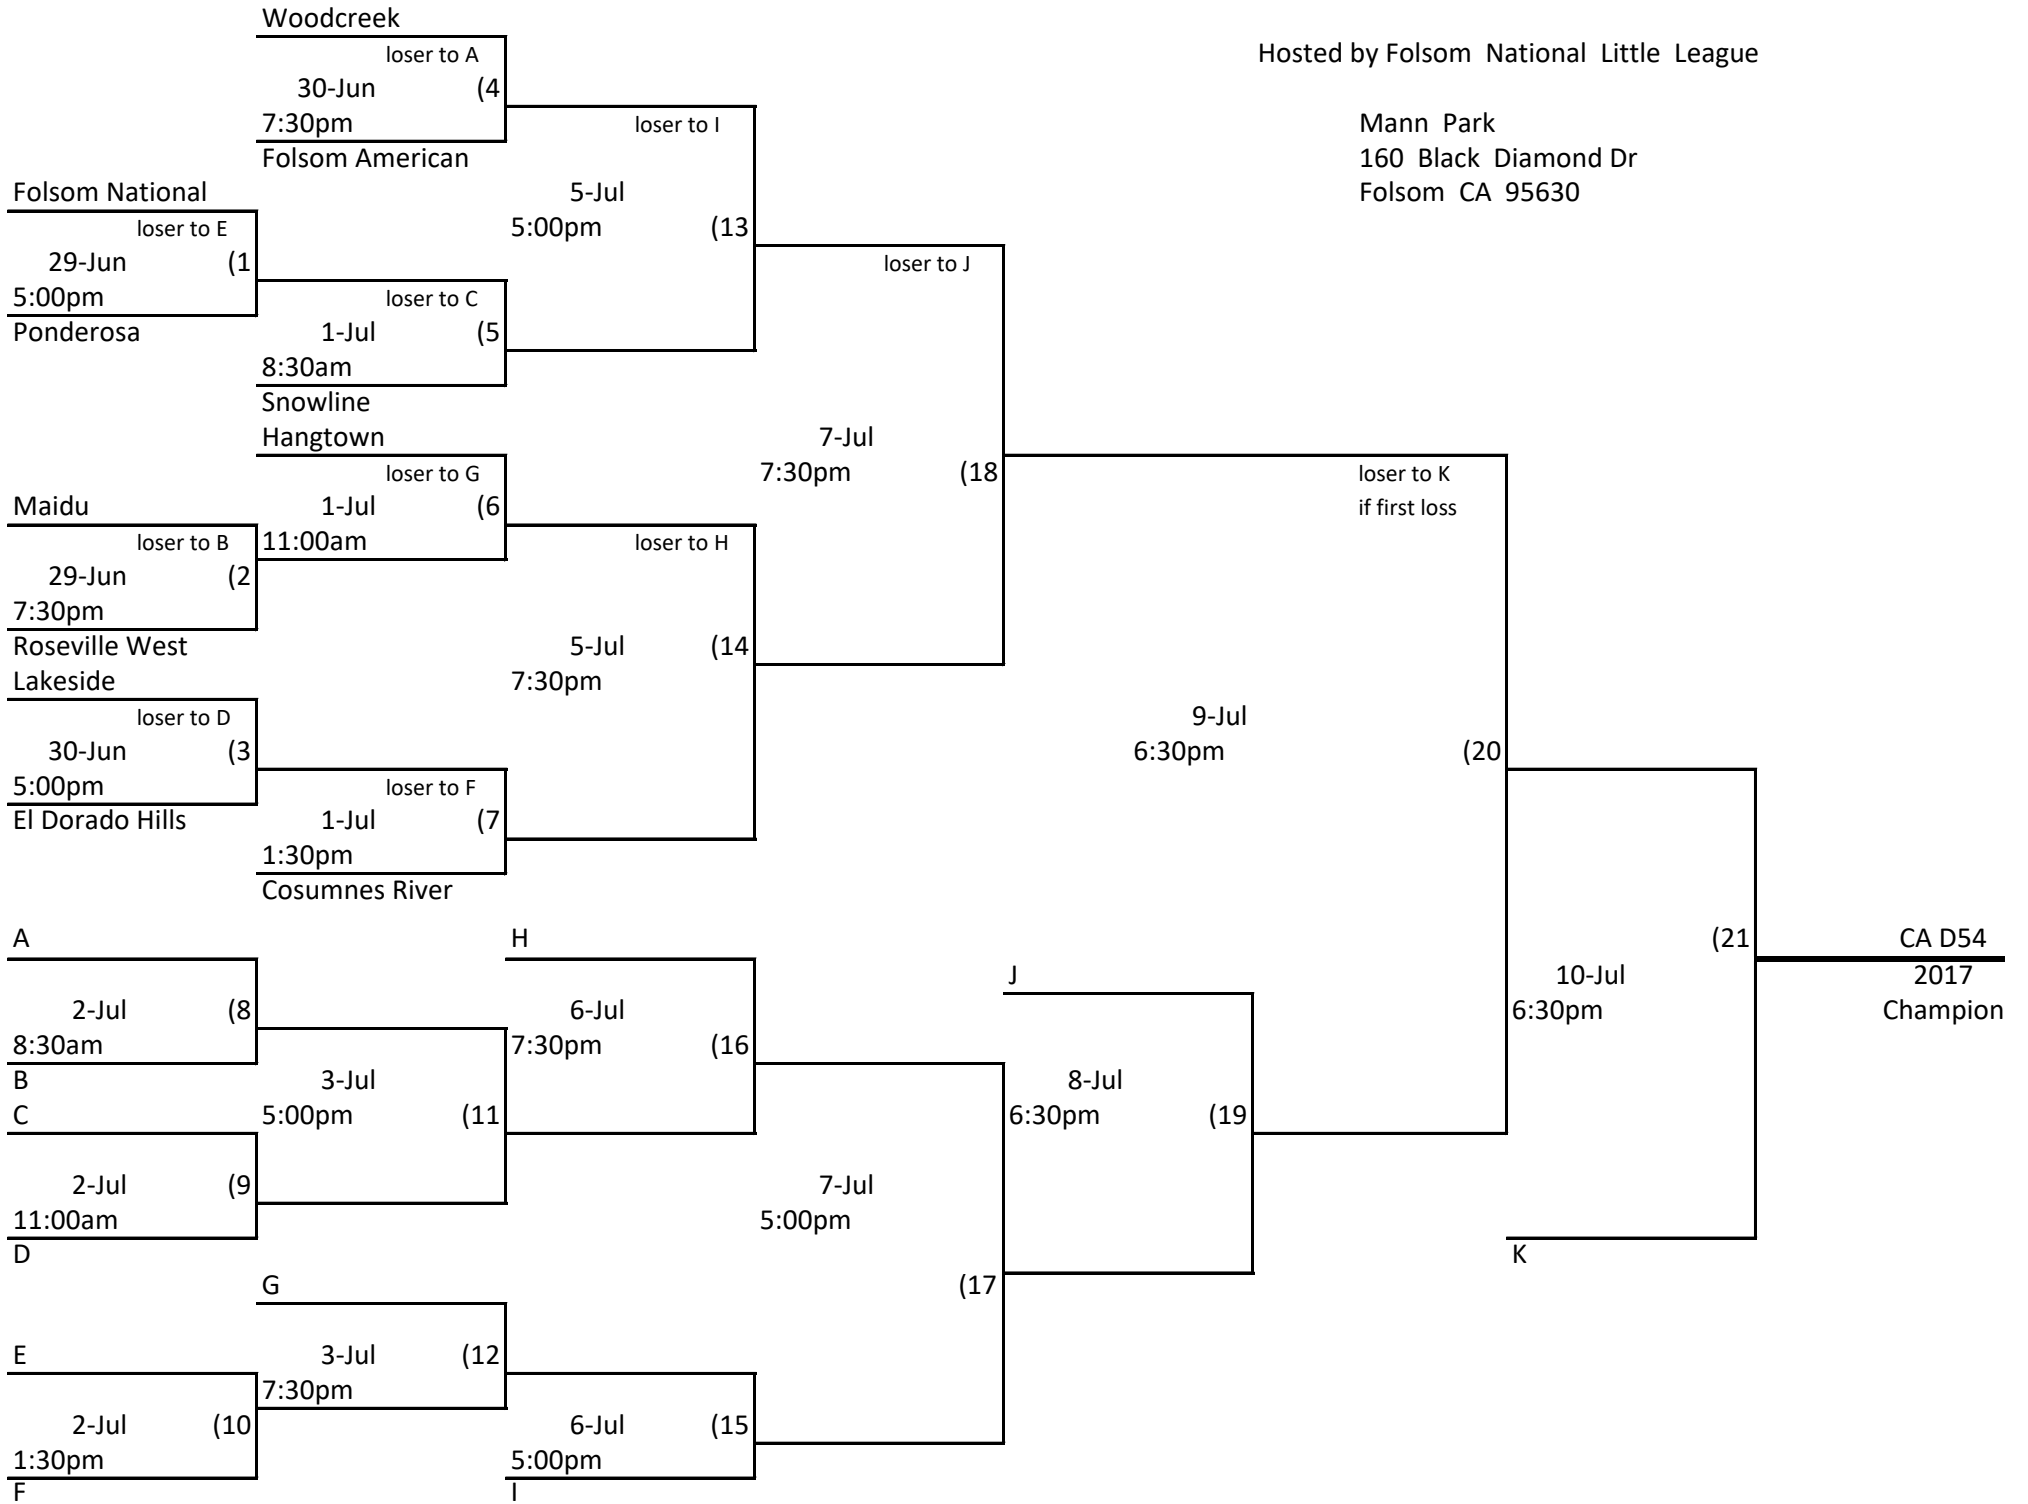 Woodcreek
loser to A
Hosted by Folsom National Little League
30-Jun (4
7:30pm
Folsom American
loser to I
Mann Park
160 Black Diamond Dr
Folsom CA 95630
Folsom National
loser to E
29-Jun (1
5:00pm
Ponderosa
5-Jul
5:00pm (13
loser to C
1-Jul (5
8:30am
Snowline
loser to J
Hangtown
loser to G
1-Jul (6
11:00am
7-Jul
7:30pm (18
loser to K
if first loss
Maidu
loser to B
29-Jun (2
7:30pm
Roseville West
loser to H
5-Jul (14
7:30pm
Lakeside
loser to D
30-Jun (3
5:00pm
El Dorado Hills
loser to F
1-Jul (7
1:30pm
Cosumnes River
9-Jul
6:30pm (20
A
2-Jul (8
8:30am
B
H
6-Jul
7:30pm (16
J
8-Jul
6:30pm (19
10-Jul
6:30pm
(21
CA D54
2017
Champion
C
2-Jul (9
11:00am
D
3-Jul
5:00pm (11
7-Jul
5:00pm
(17
K
G
3-Jul (12
7:30pm
E
2-Jul (10
1:30pm
F
6-Jul (15
5:00pm
I